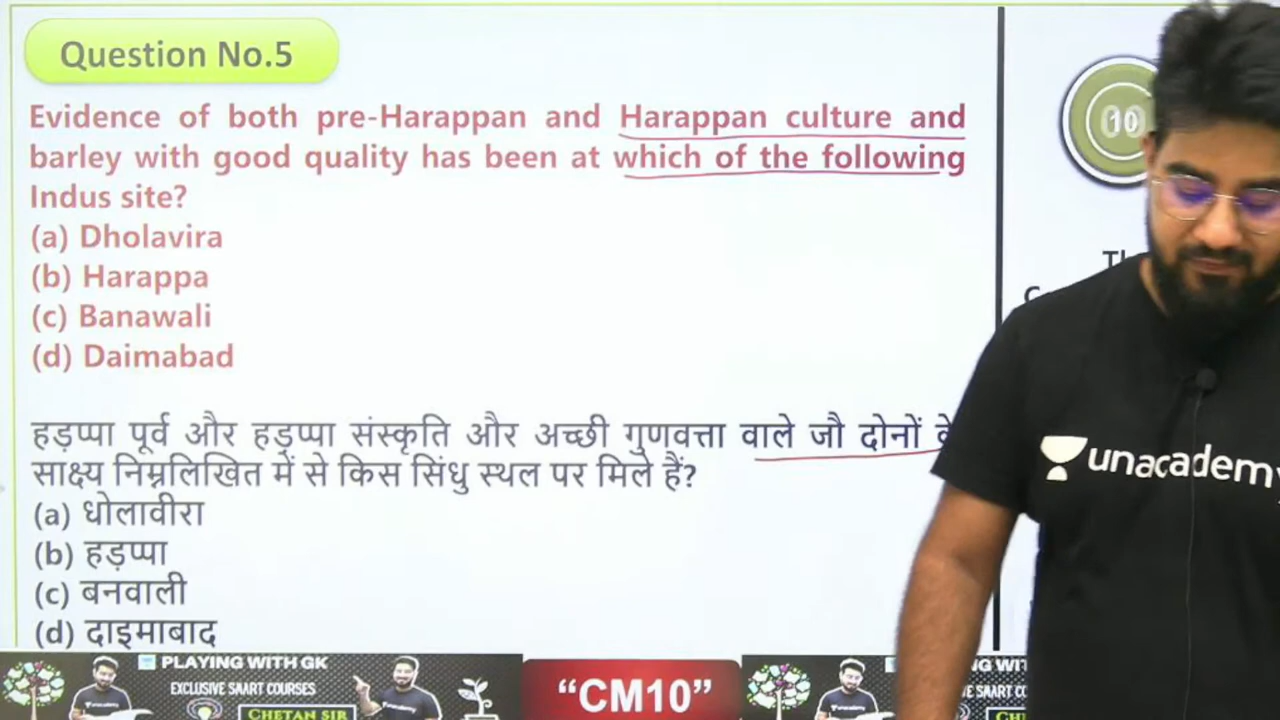 Question No.5
Evidence of both pre-Harappan and Harappan culture and
barley with good quality has been at which of the following
Indus site?
(a) Dholavira
(b) Harappa
(c) Banawali
(d) Daimabad
हड़प्पा पूर्व और हड़प्पा संस्कृति और अच्छी गुणवत्ता वाले जौ दोनों
साक्ष्य निम्नलिखित में से किस सिंधु स्थल पर मिले हैं?
(a) धोलावीरा
(b) हड़प्पा
(c) बनवाली
(d) दाइमाबाद
10
unacademy
PLAYING WITH GK
EXCLUSIVE SAART COURSES
CHETAN SIR
“CM10”